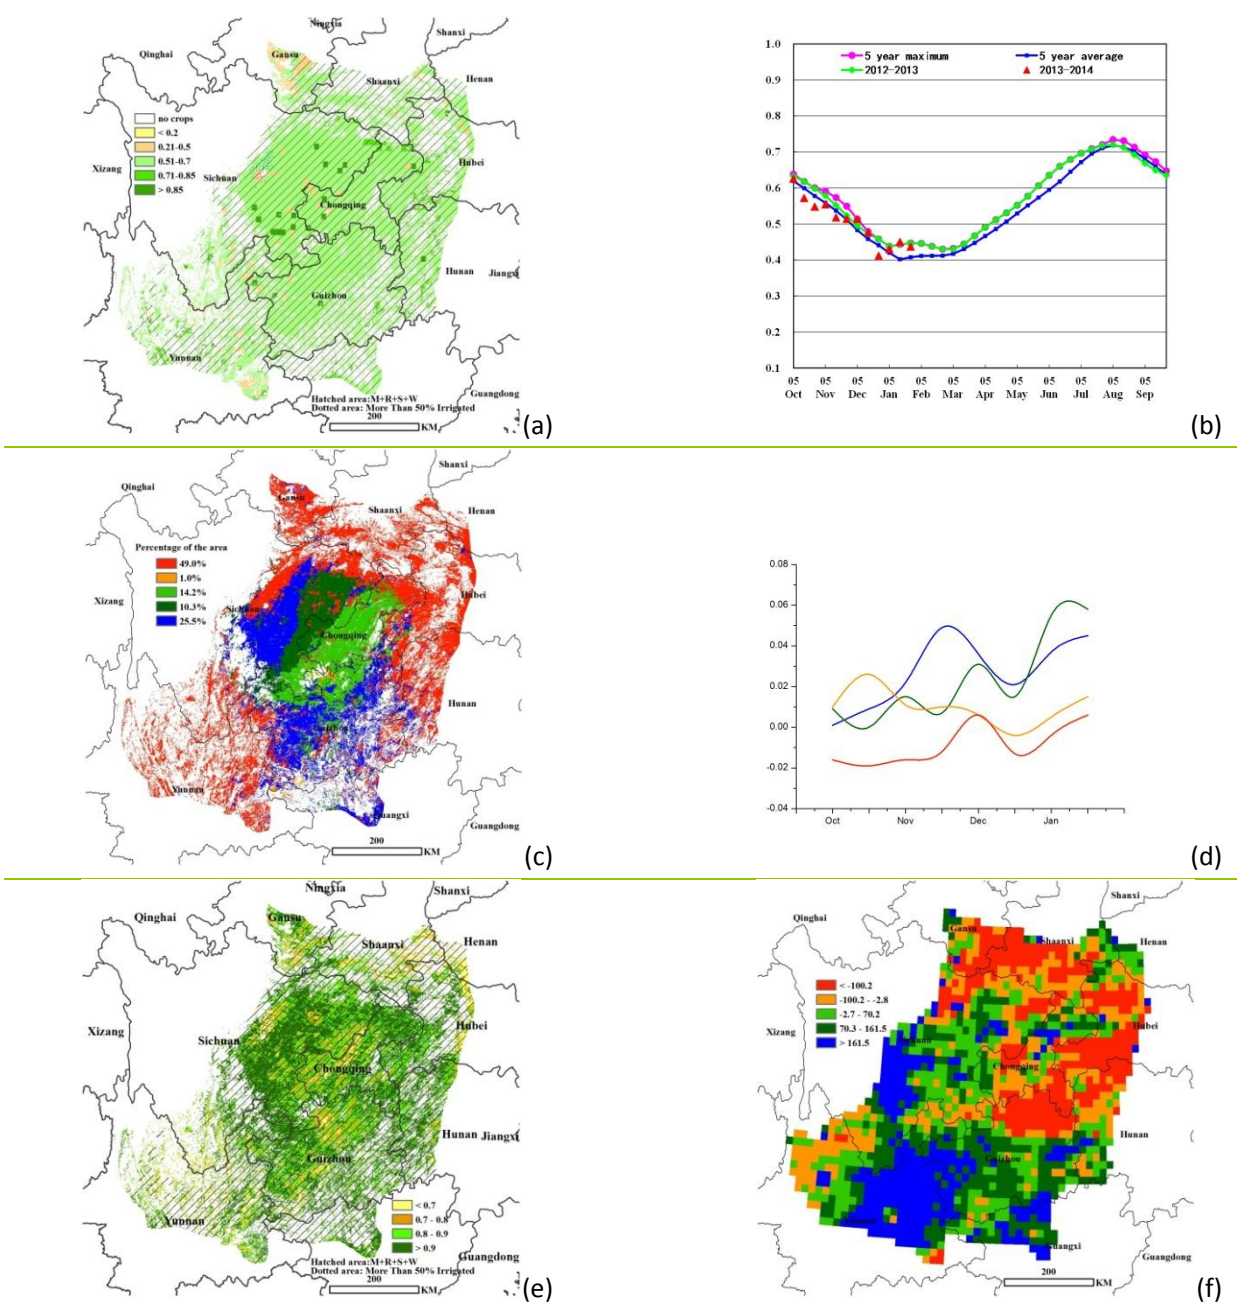 Ningxia
Shanxi
Qinghai
Gansu
Shaanxi
Henan
no crops
< 0.2
0.21-0.5
0.51-0.7
0.71-0.85
> 0.85
Xizang
Sichuan
Hubei
Chongqing
Hunan
Jiangxi
Guizhou
Yunnan
Guangdong
Hatched area:M+R+S+W
Dotted area: More Than 50% Irrigated
200
KM
(a)
1.0
0.9
0.8
0.7
0.6
0.5
0.4
0.3
0.2
0.1
5 year maximum
5 year average
2012-2013
2013-2014
05 05 05 05 05 05 05 05 05 05 05 05
Oct Nov Dec Jan Feb Mar Apr May Jun Jul Aug Sep
(b)
Shanxi
Qinghai
Gansu
Shaanxi
Henan
Percentage of the area
49.0%
1.0%
14.2%
10.3%
25.5%
Xizang
Sichuan
Hubei
Chongqing
Hunan
Guizhou
Yunnan
Guangxi
Guangdong
200
KM
(c)
0.08
0.06
0.04
0.02
0.00
-0.02
-0.04
Oct Nov Dec Jan
(d)
Ningxia
Shanxi
Qinghai
Gansu
Shaanxi
Henan
Xizang
Sichuan
Hubei
Chongqing
Hunan
Jiangxi
Guizhou
Yunnan
< 0.7
0.7 - 0.8
0.8 - 0.9
> 0.9
Guangdong
Hatched area:M+R+S+W
Dotted area: More Than 50% Irrigated
200
KM
(e)
Shanxi
Qinghai
Gansu
Shaanxi
Henan
< -100.2
-100.2 - -2.8
-2.7 - 70.2
70.3 - 161.5
> 161.5
Xizang
Sichuan
Hubei
Chongqing
Hunan
Guizhou
Yunnan
Guangxi
Guangdong
200
KM
(f)